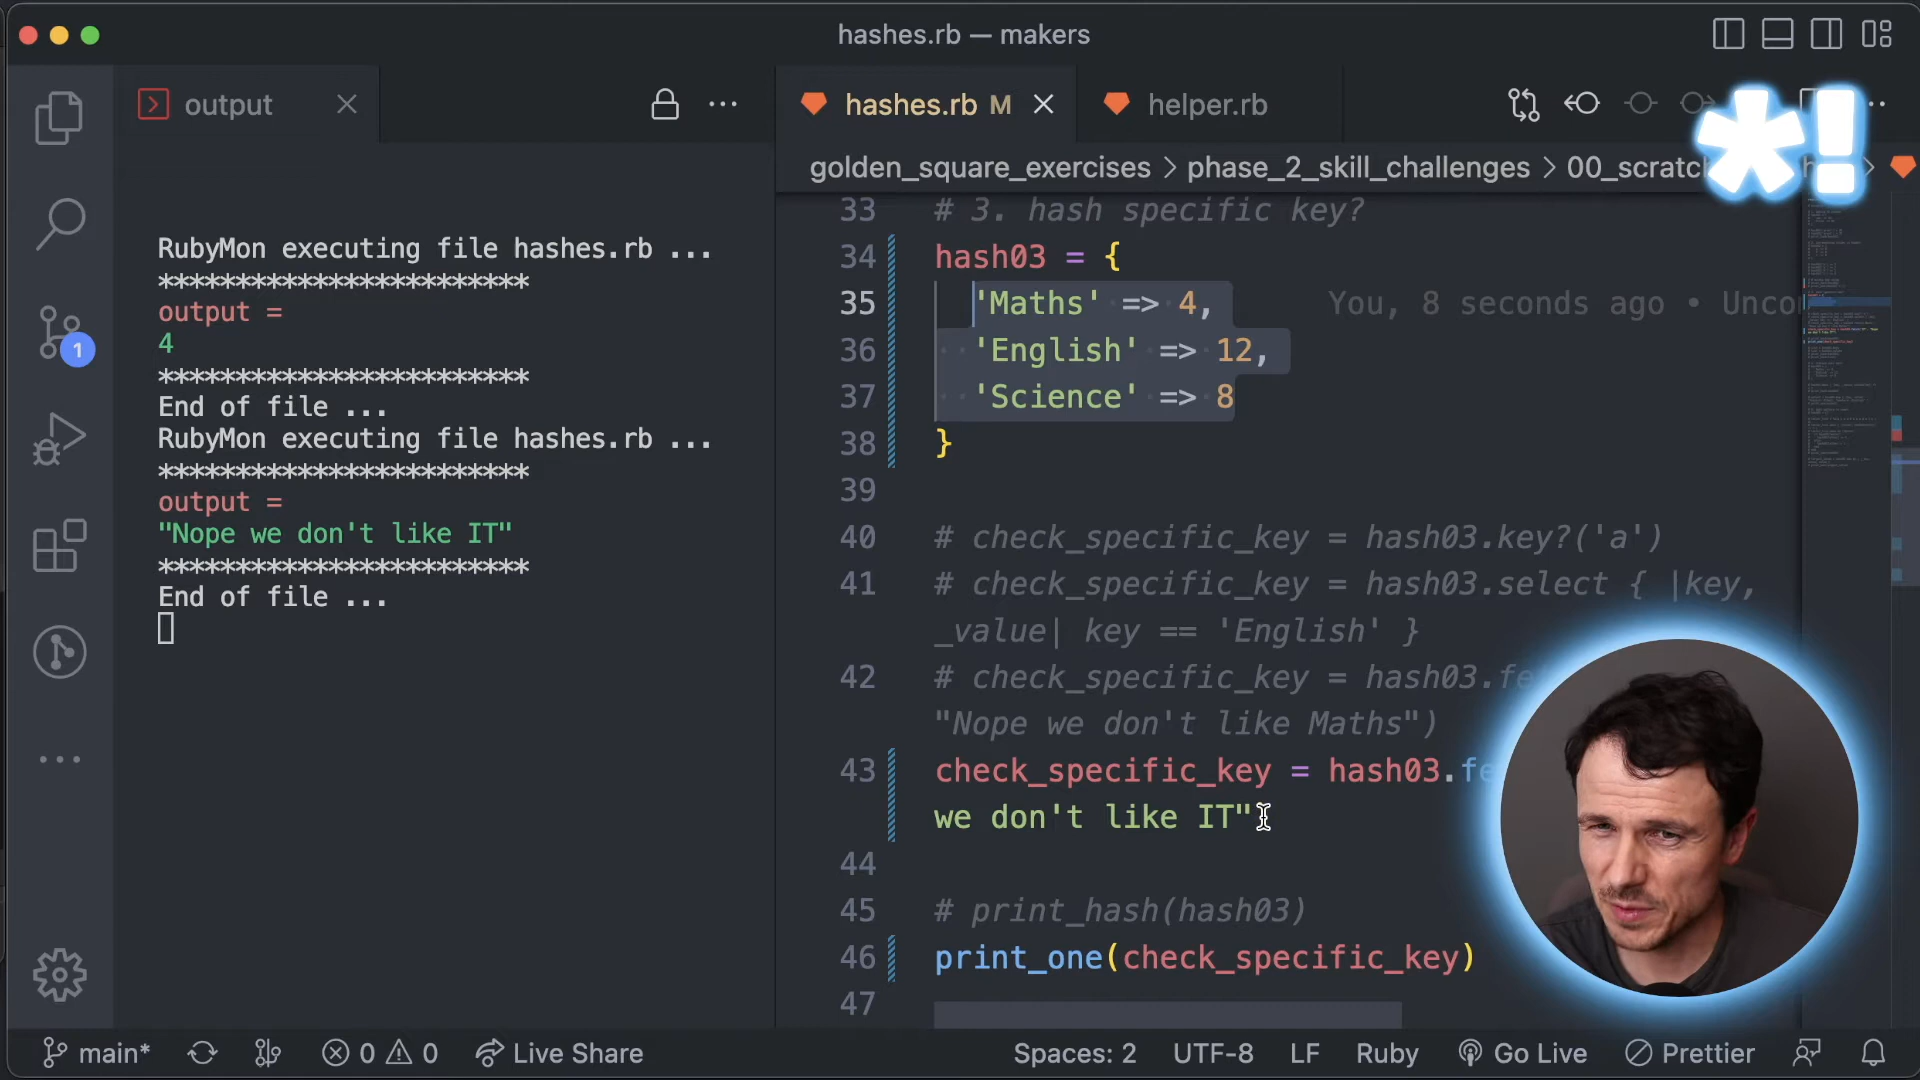 hashes.rb — makers
output
hashes.rb M
helper.rb
golden_square_exercises > phase_2_skill_challenges > 00_scratch
*!
RubyMon executing file hashes.rb ...
************************
output =
4
************************
End of file ...
RubyMon executing file hashes.rb ...
************************
output =
"Nope we don't like IT"
************************
End of file ...
33 # 3. hash specific key?
34 hash03 = {
35 'Maths' => 4, You, 8 seconds ago • Unco
36 'English' => 12,
37 'Science' => 8
38 }
39
40 # check_specific_key = hash03.key?('a')
41 # check_specific_key = hash03.select { |key,
_value| key == 'English' }
42 # check_specific_key = hash03.fe
"Nope we don't like Maths")
43 check_specific_key = hash03.fe
we don't like IT"
44
45 # print_hash(hash03)
46 print_one(check_specific_key)
47
1
main* 0 0 Live Share Spaces: 2 UTF-8 LF Ruby Go Live Prettier